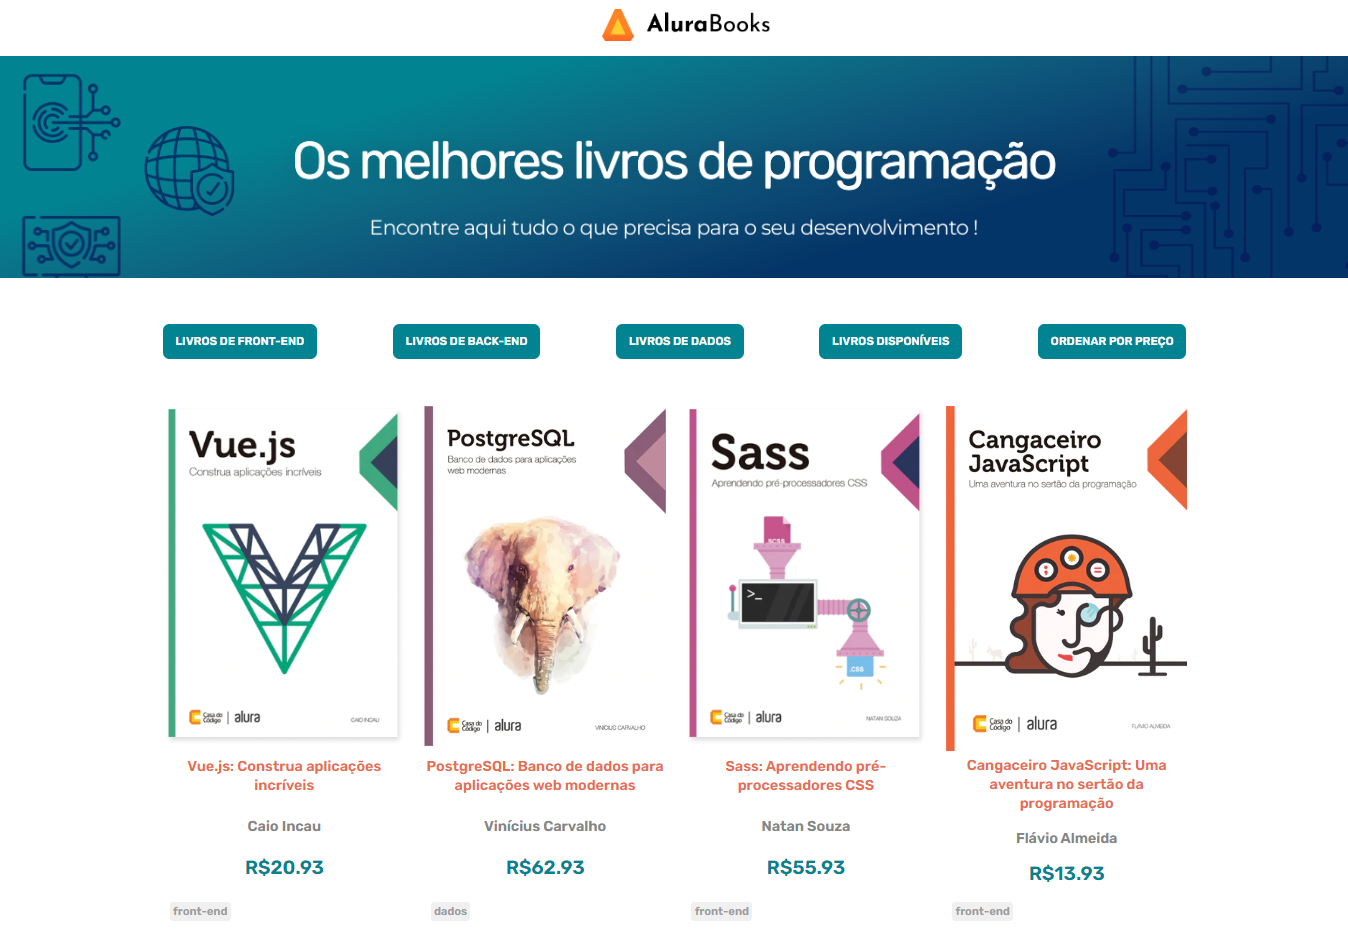 AluraBooks
Os melhores livros de programação
Encontre aqui tudo o que precisa para o seu desenvolvimento !
LIVROS DE FRONT-END
LIVROS DE BACK-END
LIVROS DE DADOS
LIVROS DISPONÍVEIS
ORDENAR POR PREÇO
Vue.js
Construa aplicações incríveis
Casa do
Código
alura
CAIO INCAU
PostgreSQL
Banco de dados para aplicações
web modernas
Casa do
Código
alura
VINÍCIUS CARVALHO
Sass
Aprendendo pré-processadores CSS
SCSS
>_
.CSS
Casa do
Código
alura
NATAN SOUZA
Cangaceiro
JavaScript
Uma aventura no sertão da programação
; * =
Casa do
Código
alura
FLÁVIO ALMEIDA
Vue.js: Construa aplicações
incríveis
Caio Incau
R$20.93
front-end
PostgreSQL: Banco de dados para
aplicações web modernas
Vinícius Carvalho
R$62.93
dados
Sass: Aprendendo pré-
processadores CSS
Natan Souza
R$55.93
front-end
Cangaceiro JavaScript: Uma
aventura no sertão da
programação
Flávio Almeida
R$13.93
front-end